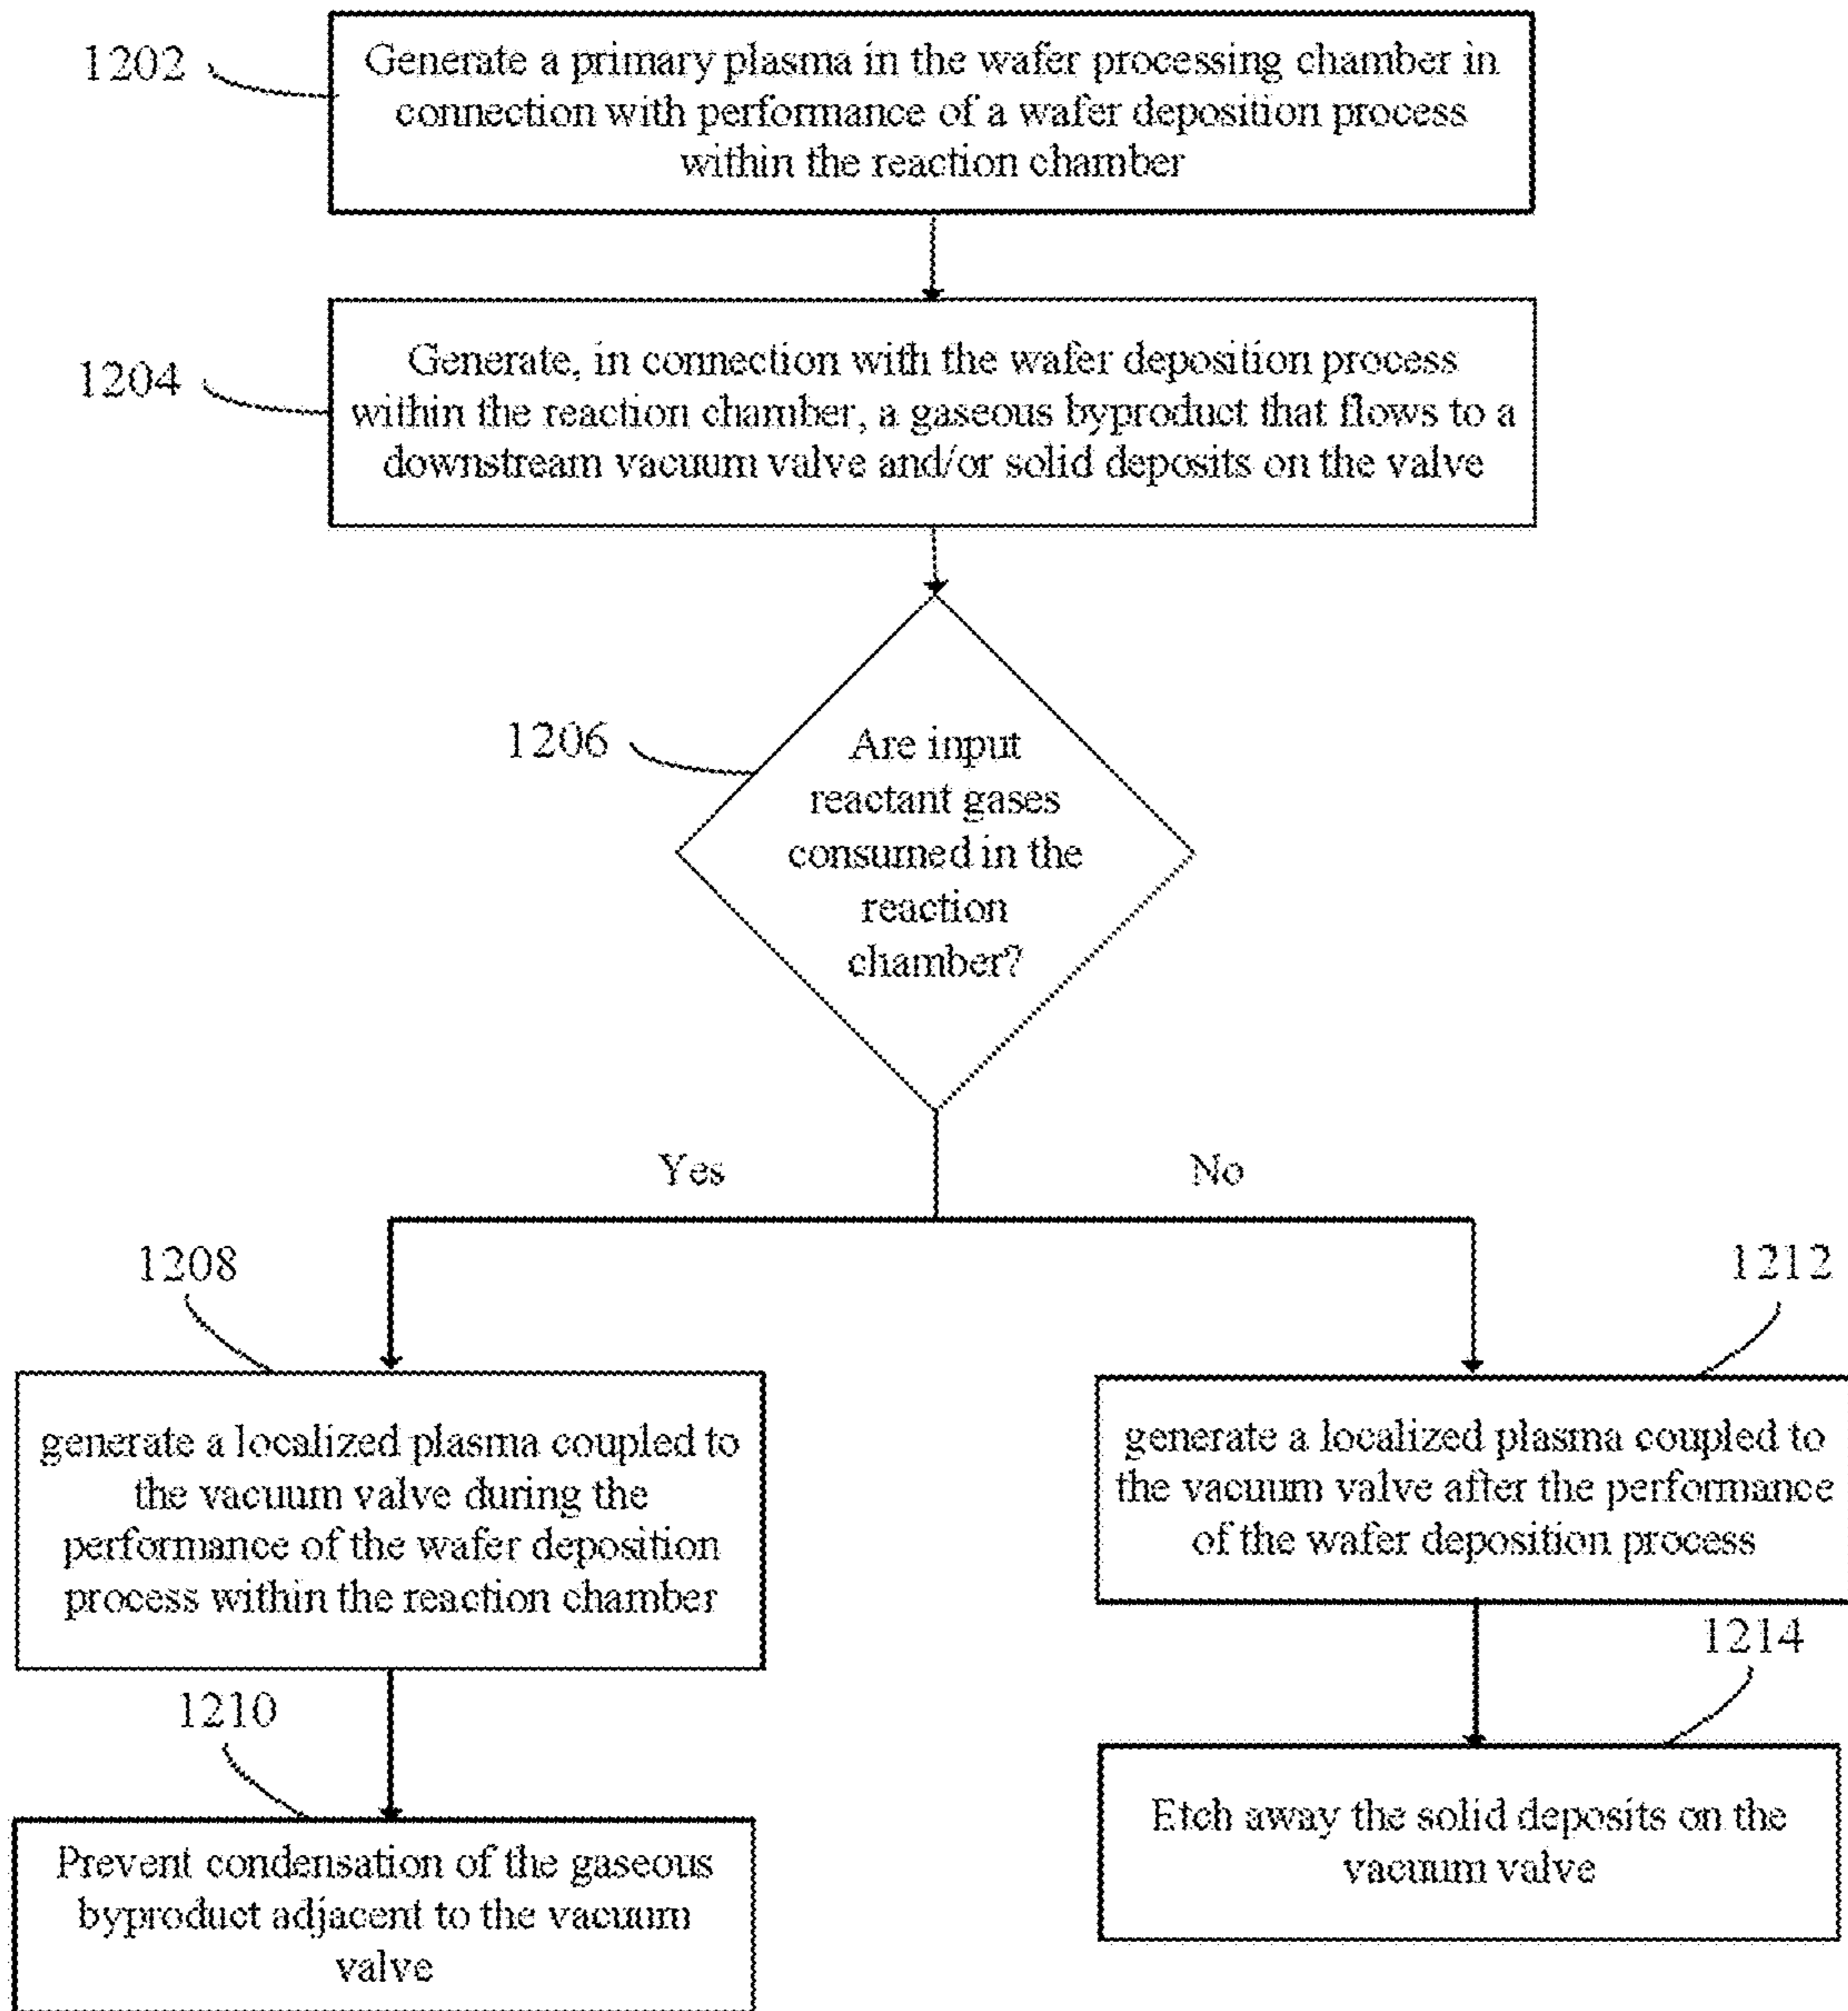 1202
Generate a primary plasma in the wafer processing chamber in
connection with performance of a wafer deposition process
within the reaction chamber
1204
Generate, in connection with the wafer deposition process
within the reaction chamber, a gaseous byproduct that flows to a
downstream vacuum valve and/or solid deposits on the valve
1206
Are input
reactant gases
consumed in the
reaction
chamber?
Yes
No
1208
generate a localized plasma coupled to
the vacuum valve during the
performance of the wafer deposition
process within the reaction chamber
1210
Prevent condensation of the gaseous
byproduct adjacent to the vacuum
valve
1212
generate a localized plasma coupled to
the vacuum valve after the performance
of the wafer deposition process
1214
Etch away the solid deposits on the
vacuum valve